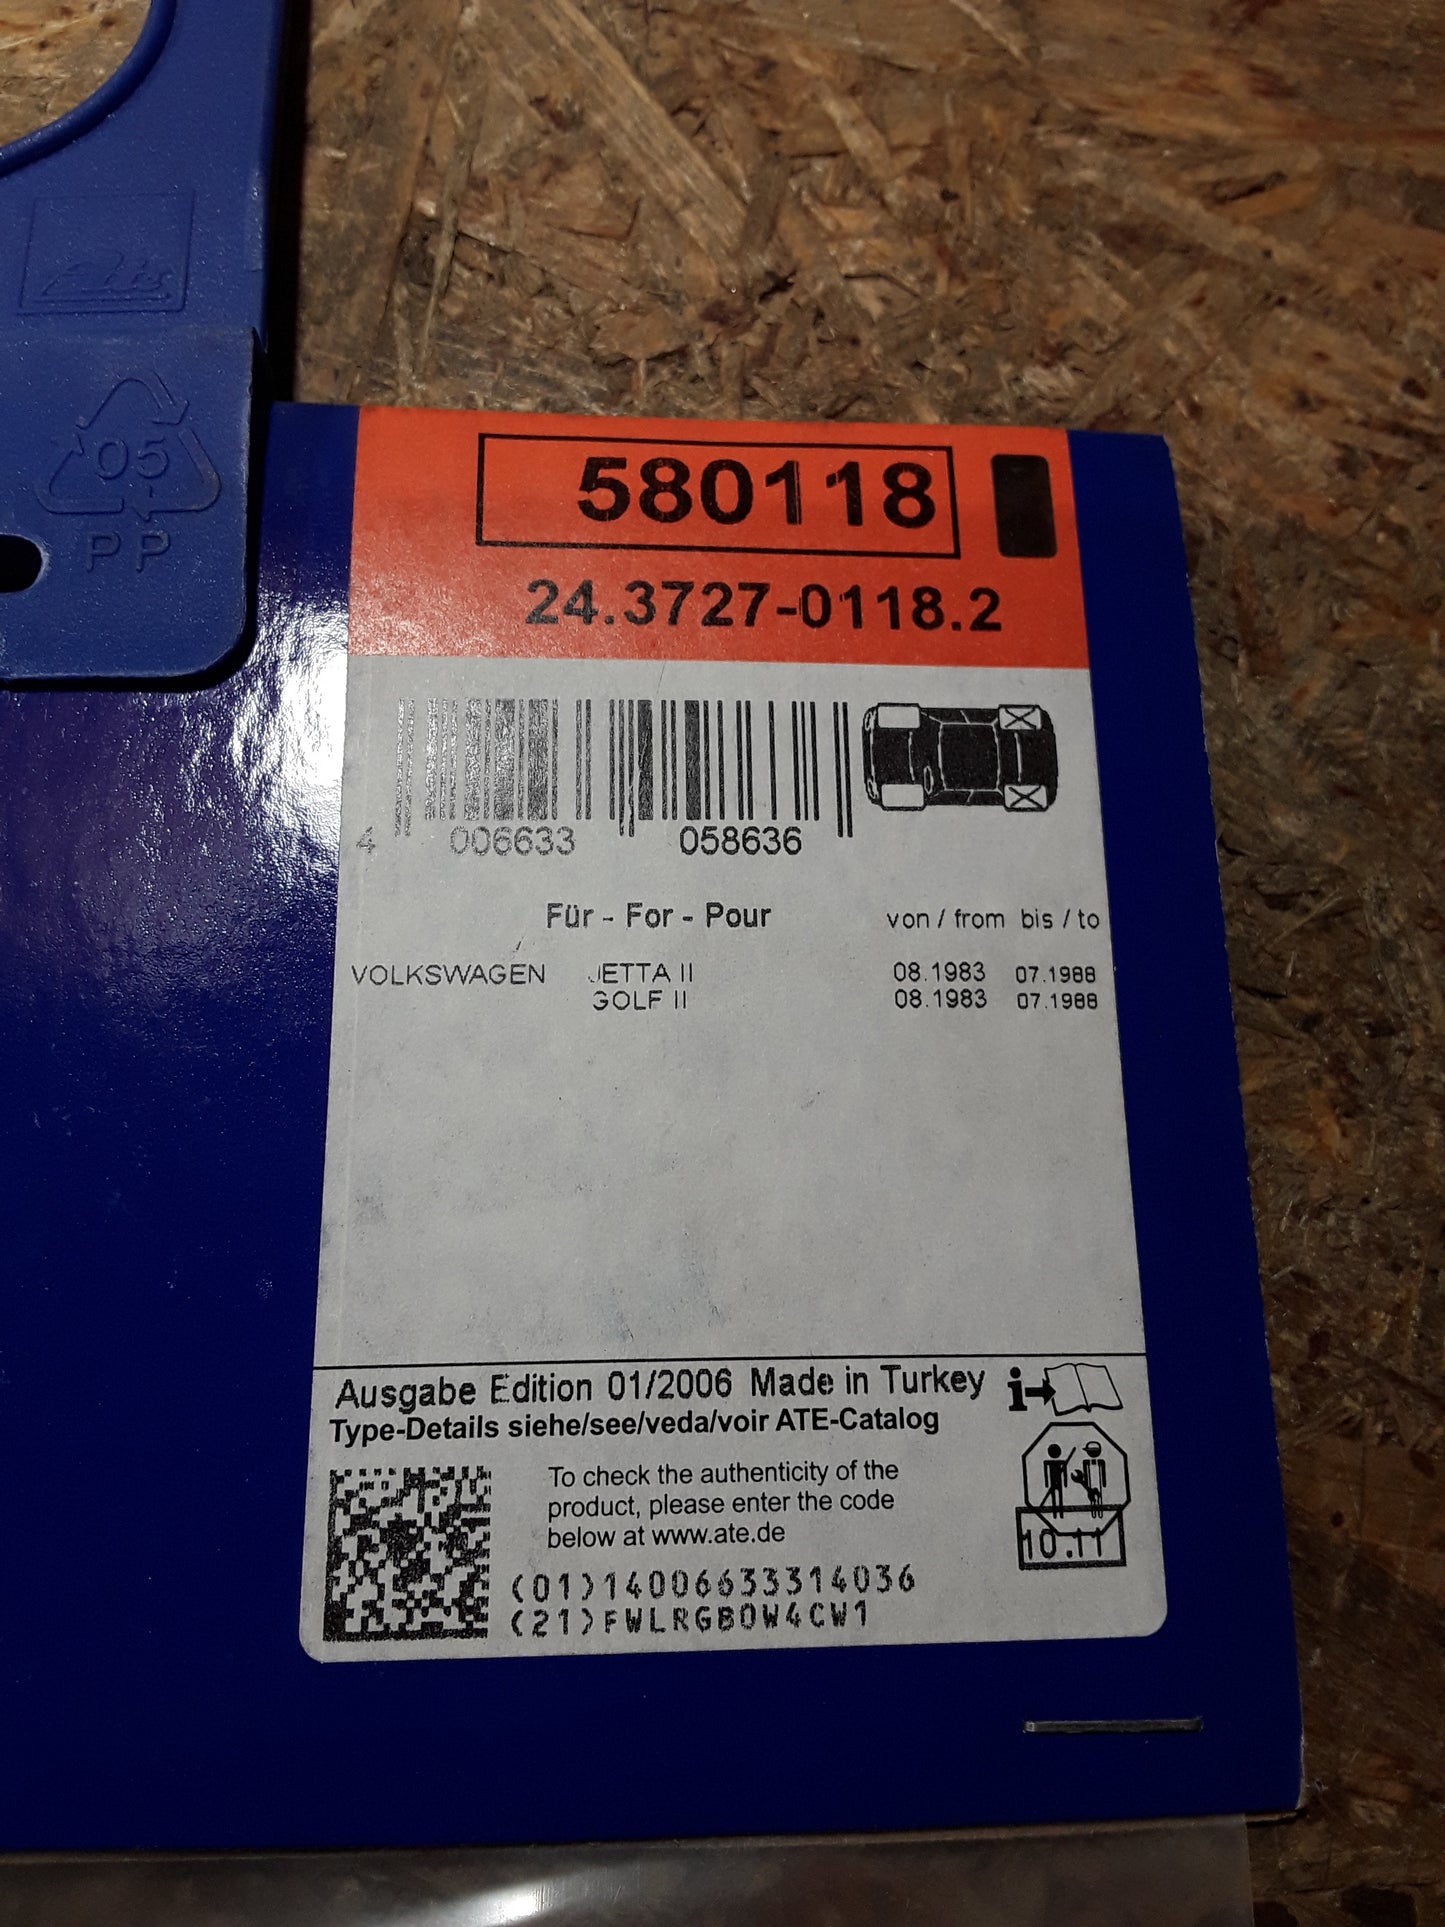 Ate
05
PP
580118
24.3727-0118.2
4 006633 058636
Für - For - Pour von / from bis / to
VOLKSWAGEN JETTA II 08.1983 07.1988
GOLF II 08.1983 07.1988
Ausgabe Edition 01/2006 Made in Turkey
Type-Details siehe/see/veda/voir ATE-Catalog
To check the authenticity of the
product, please enter the code
below at www.ate.de
10.11
(01)14006633314036
(21)FWLRGB0W4CW1